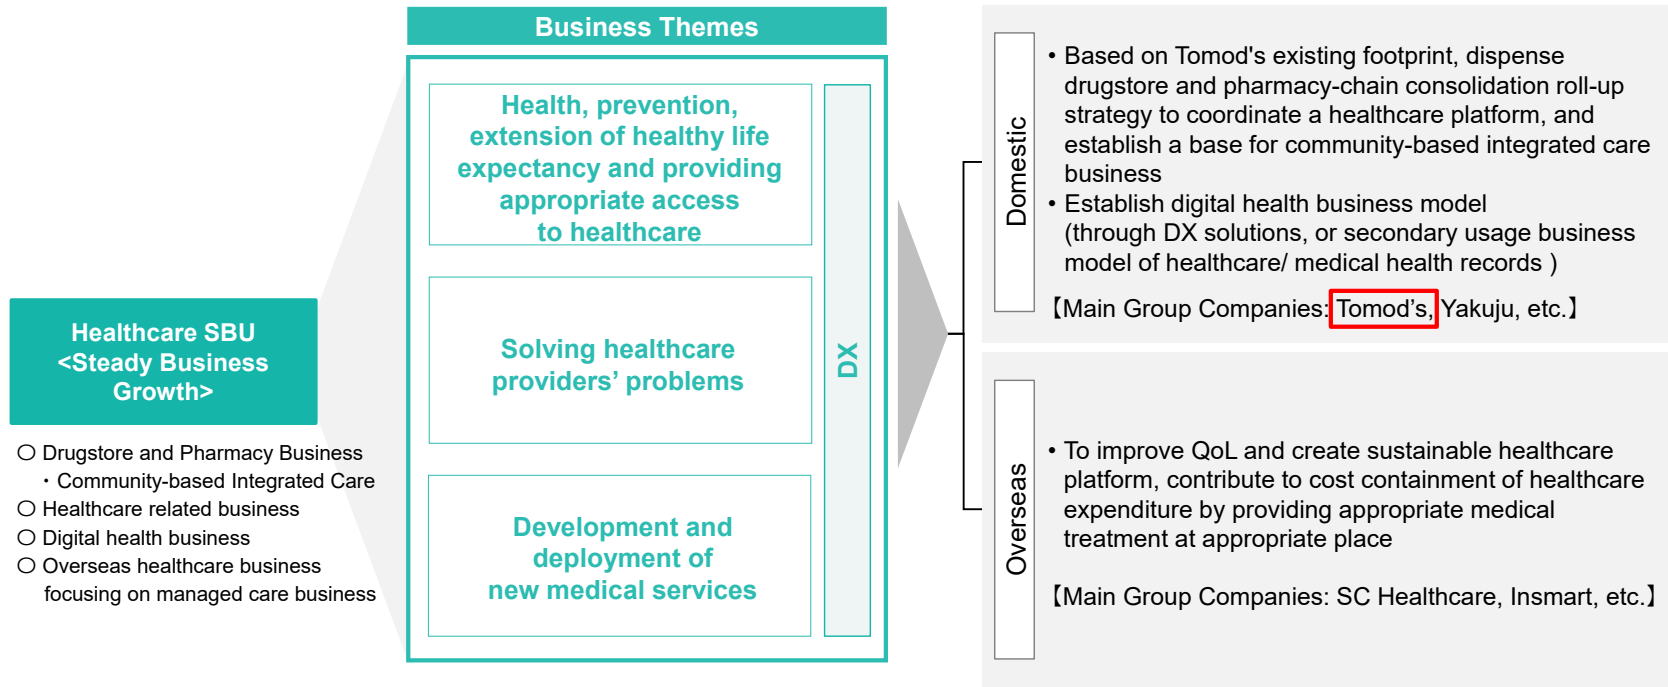 Business Themes
Health, prevention,
extension of healthy life
expectancy and providing
appropriate access
to healthcare
Solving healthcare
providers’ problems
Development and
deployment of
new medical services
DX
Healthcare SBU
<Steady Business
Growth>
〇 Drugstore and Pharmacy Business
・Community-based Integrated Care
〇 Healthcare related business
〇 Digital health business
〇 Overseas healthcare business
focusing on managed care business
Domestic
• Based on Tomod's existing footprint, dispense
drugstore and pharmacy-chain consolidation roll-up
strategy to coordinate a healthcare platform, and
establish a base for community-based integrated care
business
• Establish digital health business model
(through DX solutions, or secondary usage business
model of healthcare/ medical health records )
【Main Group Companies: Tomod’s, Yakuju, etc.】
Overseas
• To improve QoL and create sustainable healthcare
platform, contribute to cost containment of healthcare
expenditure by providing appropriate medical
treatment at appropriate place
【Main Group Companies: SC Healthcare, Insmart, etc.】